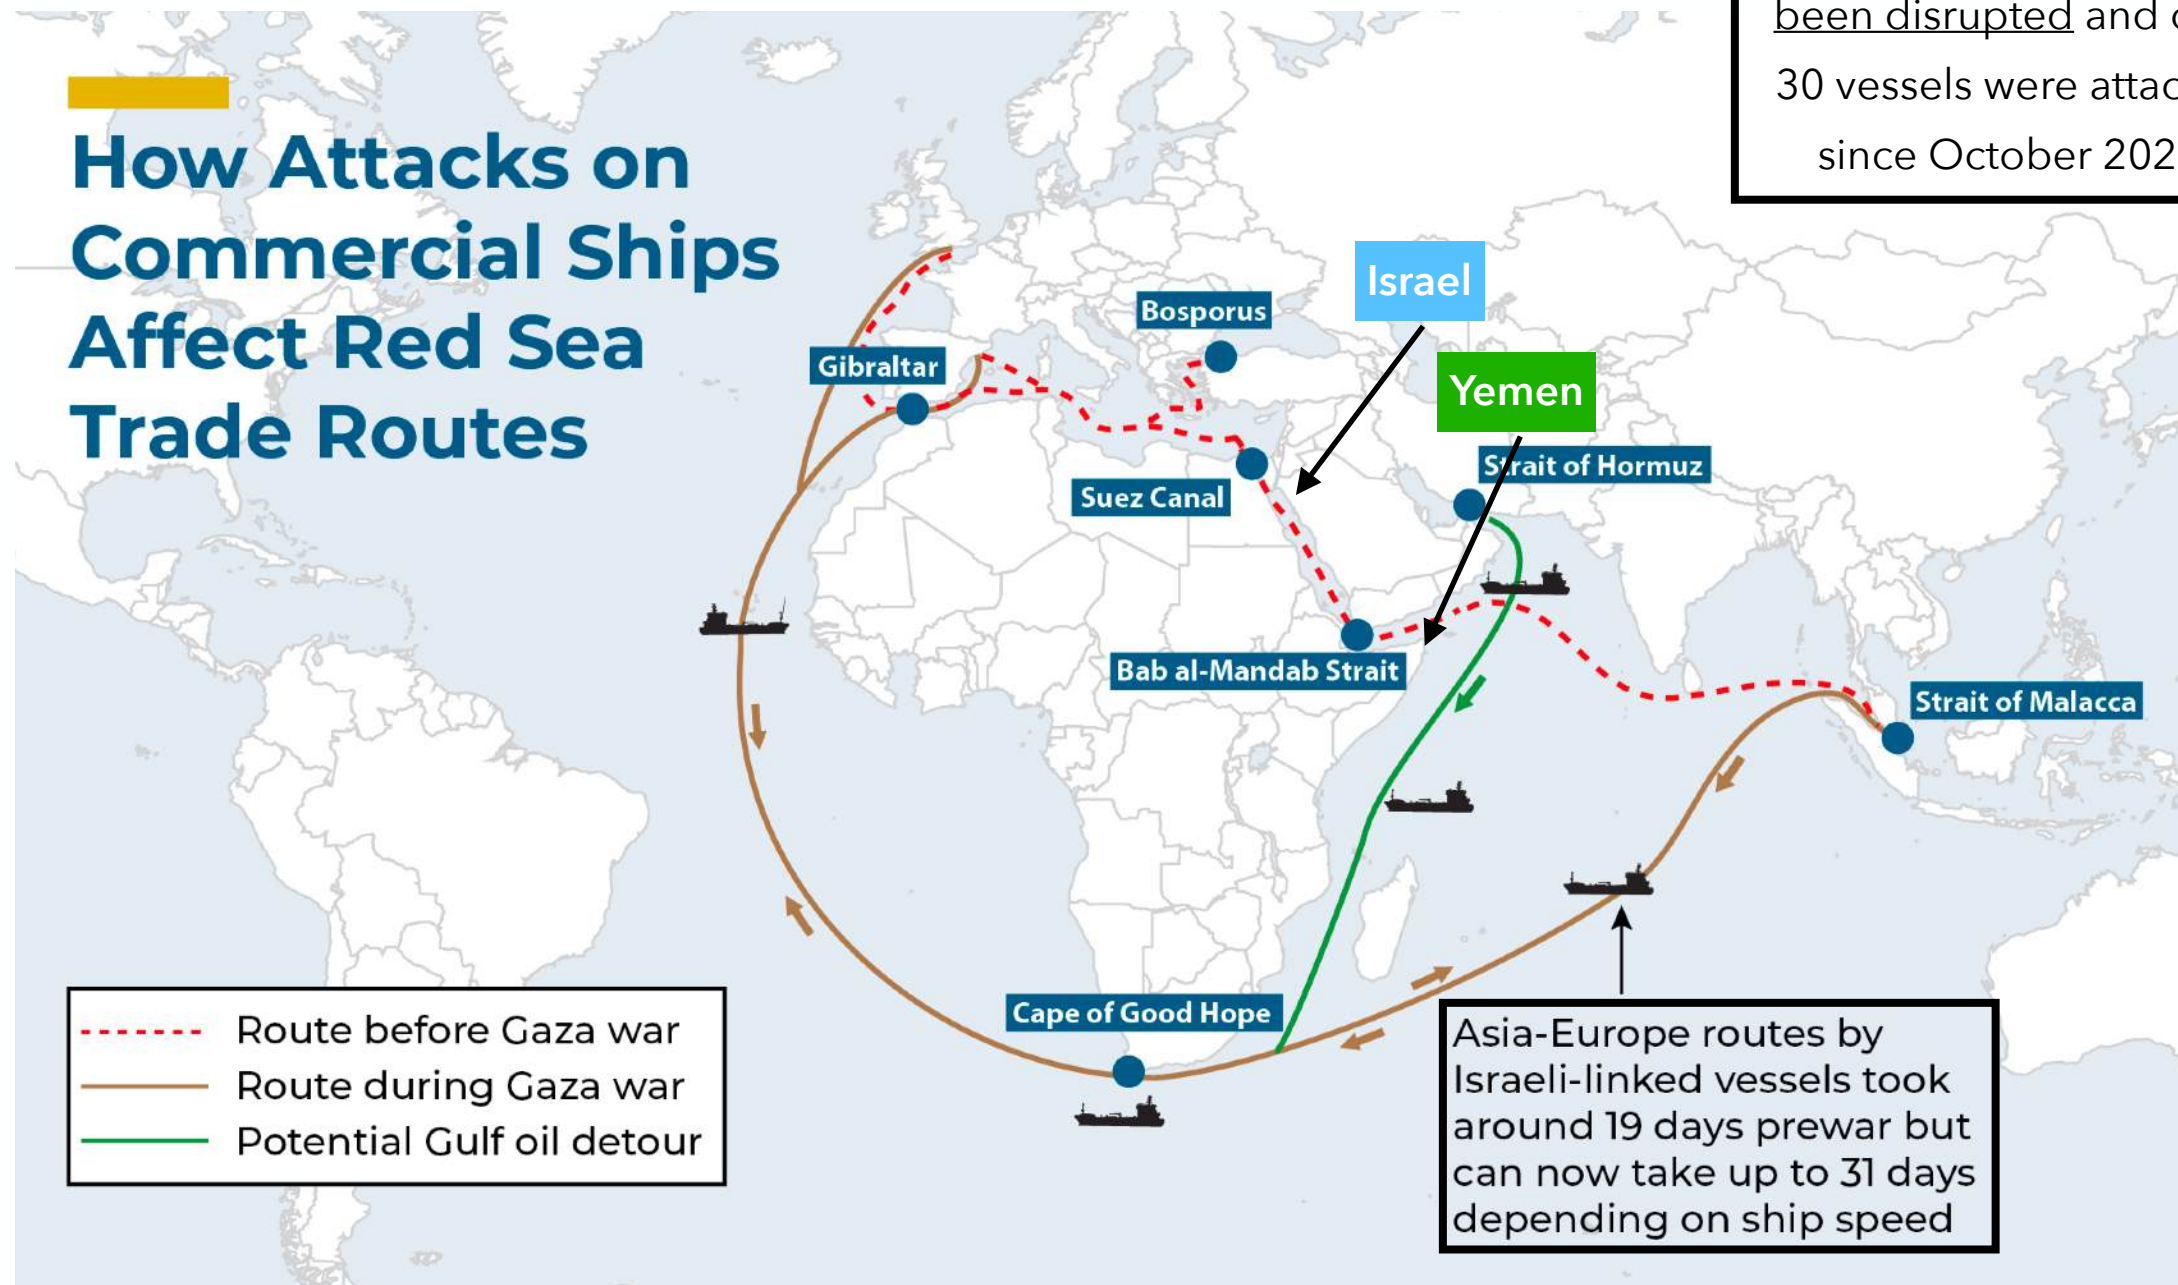 been disrupted and
30 vessels were
since October
How Attacks on
Commercial Ships
Affect Red Sea
Trade Routes
Israel
Bosporus
Gibraltar
Yemen
Strait of Hormuz
Suez Canal
Bab al-Mandab Strait
Strait of Malacca
Cape of Good Hope
Route before Gaza war
Route during Gaza war
Potential Gulf oil detour
Asia-Europe routes by
Israeli-linked vessels took
around 19 days prewar but
can now take up to 31 days
depending on ship speed